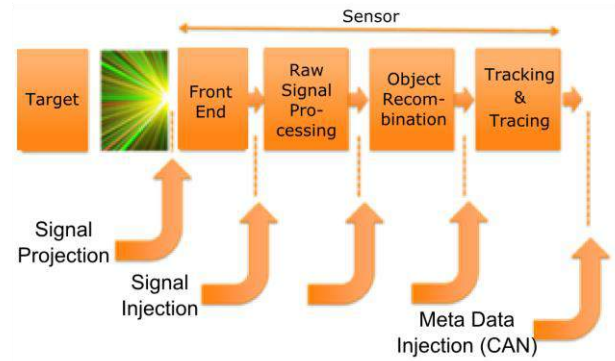 Sensor
Target
Front
End
Raw
Signal
Pro-
cessing
Object
Recom-
bination
Tracking
&
Tracing
Signal
Projection
Signal
Injection
Meta Data
Injection (CAN)